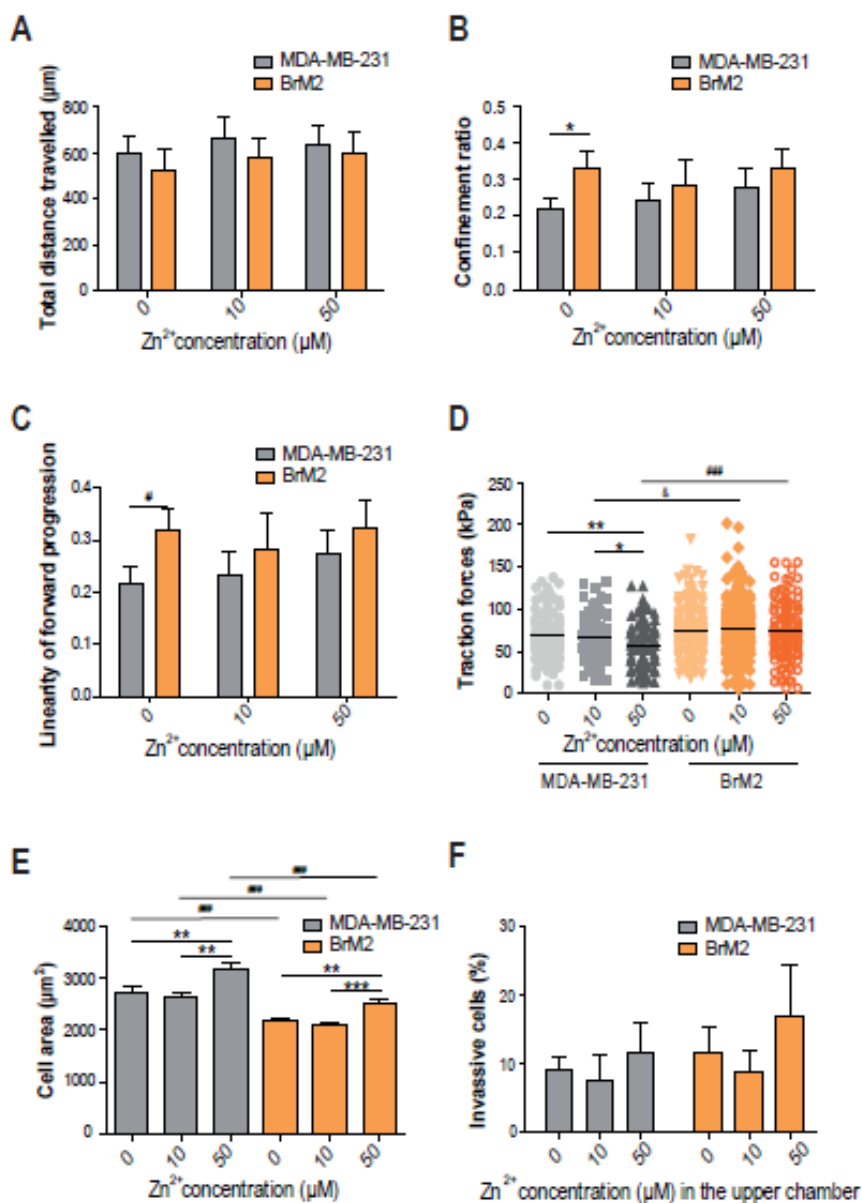 A
MDA-MB-231
BrM2
Total distance travelled (µm)
800
600
400
200
0
0
10
50
Zn²⁺concentration (µM)
B
MDA-MB-231
BrM2
Confinement ratio
0.5
0.4
0.3
0.2
0.1
0.0
*
0
10
50
Zn²⁺concentration (µM)
C
MDA-MB-231
BrM2
Linearity of forward progression
0.4
0.3
0.2
0.1
0.0
#
0
10
50
Zn²⁺concentration (µM)
D
Traction forces (kPa)
250
200
150
100
50
0
###
&
**
*
0
10
50
0
10
50
Zn²⁺concentration (µM)
MDA-MB-231
BrM2
E
MDA-MB-231
BrM2
Cell area (µm²)
4000
3000
2000
1000
0
###
###
###
**
**
**
***
0
10
50
0
10
50
Zn²⁺concentration (µM)
F
MDA-MB-231
BrM2
Invassive cells (%)
30
20
10
0
0
10
50
0
10
50
Zn²⁺ concentration (µM) in the upper chamber